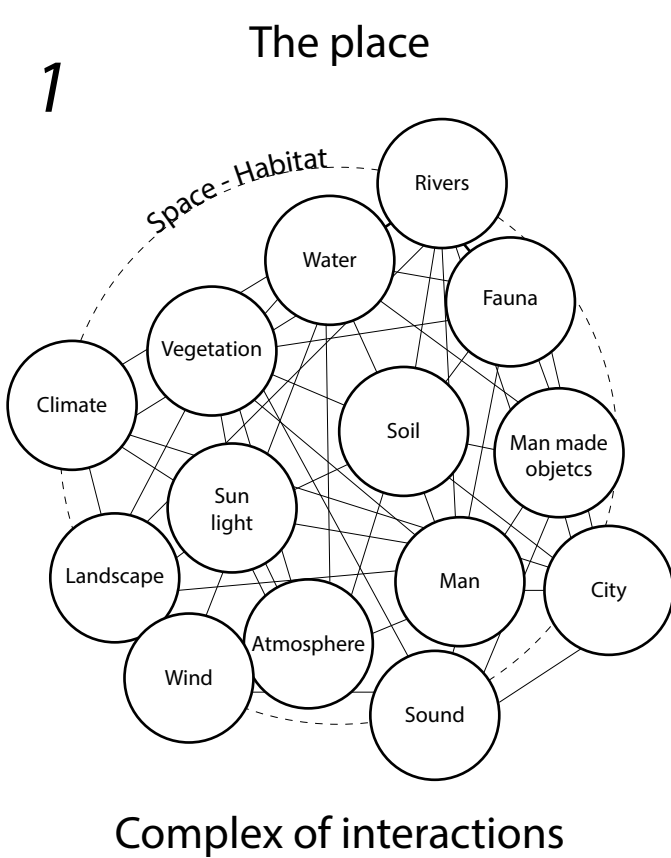 The place
1
Space - Habitat
Rivers
Water
Fauna
Vegetation
Climate
Soil
Man made
objetcs
Sun
light
Landscape
Man
City
Atmosphere
Wind
Sound
Complex of interactions